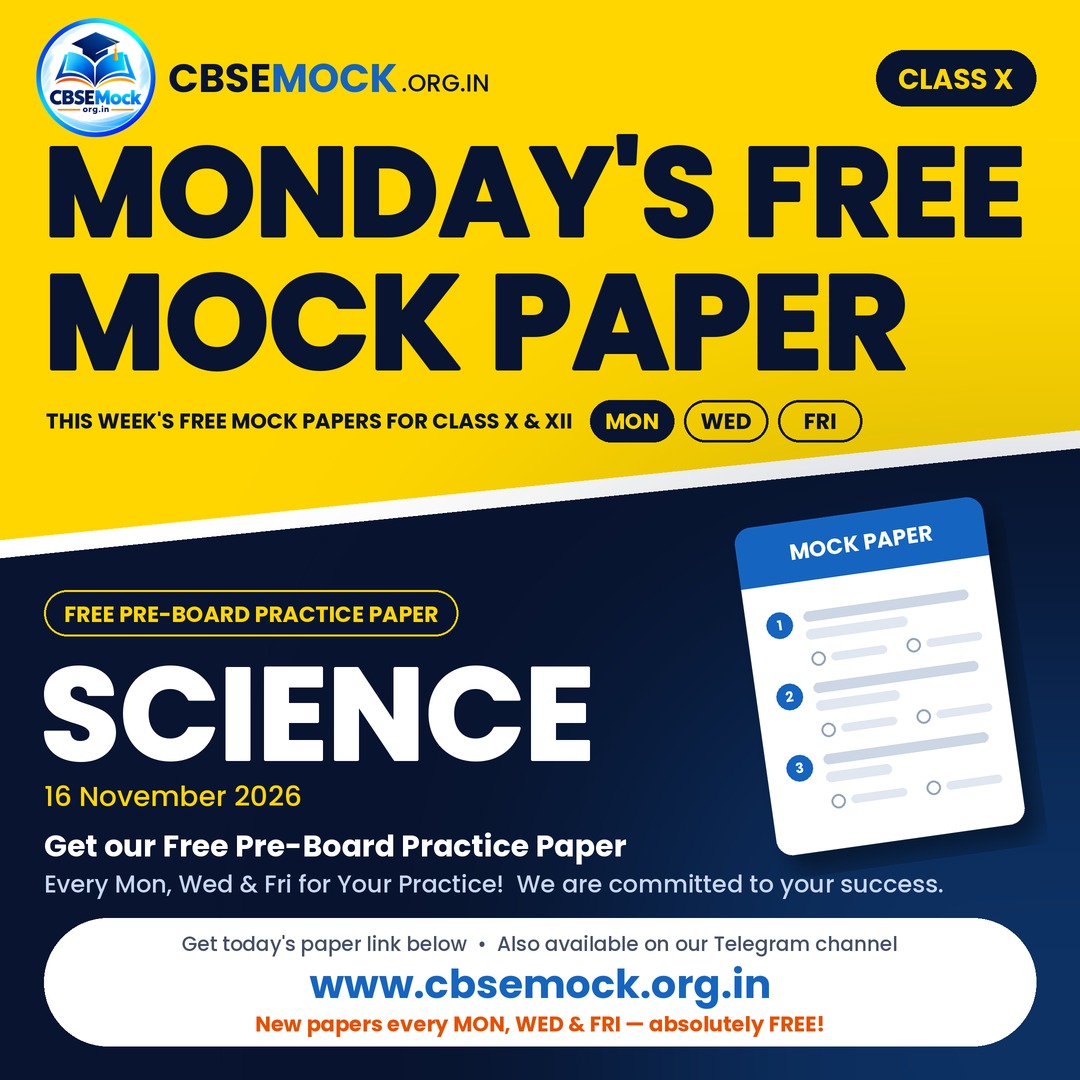 CBSEMock
org.in
CBSEMOCK.ORG.IN
CLASS X
MONDAY'S FREE
MOCK PAPER
THIS WEEK'S FREE MOCK PAPERS FOR CLASS X & XII MON WED FRI
MOCK PAPER
1
2
3
FREE PRE-BOARD PRACTICE PAPER
SCIENCE
16 November 2026
Get our Free Pre-Board Practice Paper
Every Mon, Wed & Fri for Your Practice! We are committed to your success.
Get today's paper link below • Also available on our Telegram channel
www.cbsemock.org.in
New papers every MON, WED & FRI — absolutely FREE!